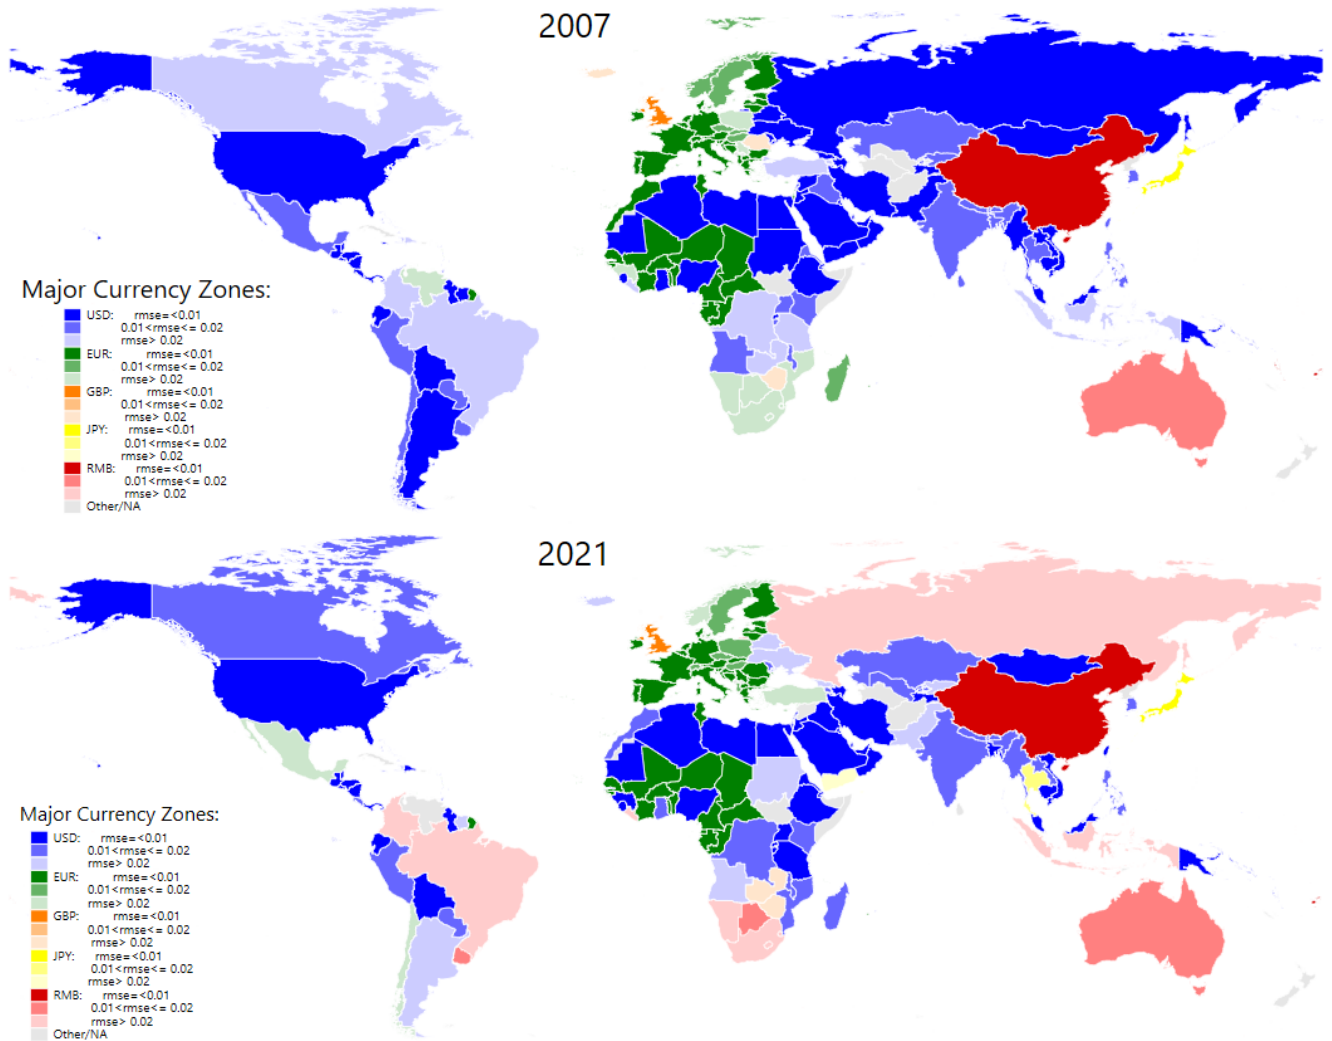 2007
Major Currency Zones:
USD: rmse=<0.01
0.01<rmse<= 0.02
rmse> 0.02
EUR: rmse=<0.01
0.01<rmse<= 0.02
rmse> 0.02
GBP: rmse=<0.01
0.01<rmse<= 0.02
rmse> 0.02
JPY: rmse=<0.01
0.01<rmse<= 0.02
rmse> 0.02
RMB: rmse=<0.01
0.01<rmse<= 0.02
rmse> 0.02
Other/NA
2021
Major Currency Zones:
USD: rmse=<0.01
0.01<rmse<= 0.02
rmse> 0.02
EUR: rmse=<0.01
0.01<rmse<= 0.02
rmse> 0.02
GBP: rmse=<0.01
0.01<rmse<= 0.02
rmse> 0.02
JPY: rmse=<0.01
0.01<rmse<= 0.02
rmse> 0.02
RMB: rmse=<0.01
0.01<rmse<= 0.02
rmse> 0.02
Other/NA